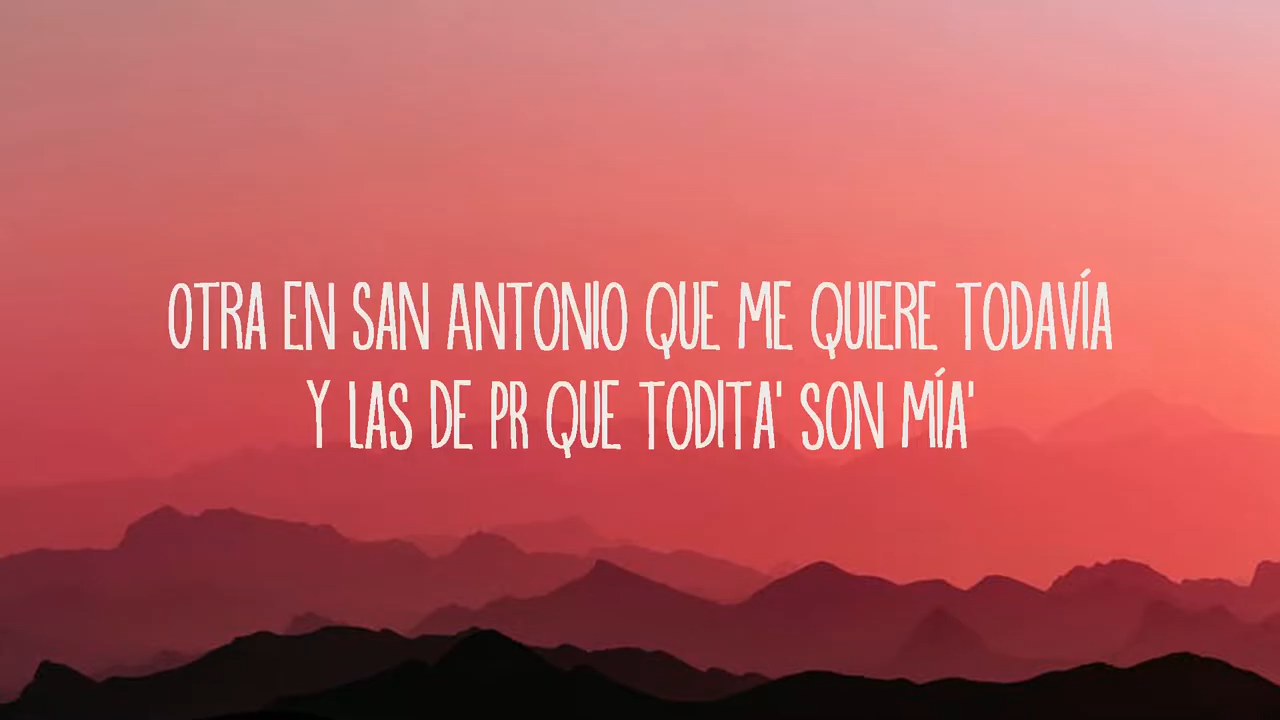 OTRA EN SAN ANTONIO QUE ME QUIERE TODAVÍA
Y LAS DE PR QUE TODITA' SON MÍA'